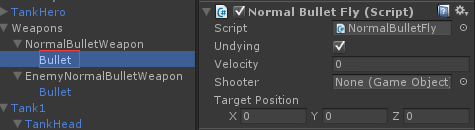 TankHero
Weapons
NormalBulletWeapon
Bullet
EnemyNormalBulletWeapon
Bullet
Tank1
TankHead
Normal Bullet Fly (Script)
Script NormalBulletFly
Undying
Velocity 0
Shooter None (Game Object
Target Position
X 0 Y 0 Z 0